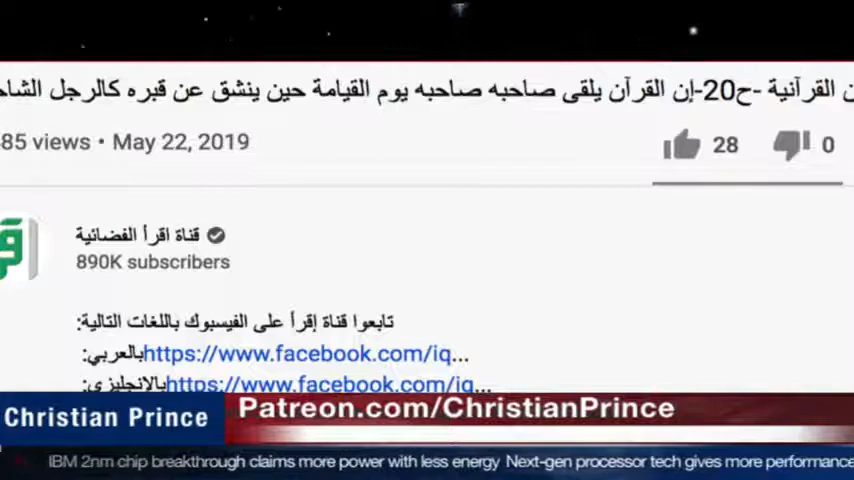 القرآنية -ح20-إن القرآن يلقى صاحبه صاحبه يوم القيامة حين ينشق عن قبره كالرجل
85 views • May 22, 2019
28
0
قناة اقرأ الفضائية
890K subscribers
تابعوا قناة إقرأ على الفيسبوك باللغات التالية:
بالعربي:https://www.facebook.com/iq...
بالإنجليزي:https://www.facebook.com/iq...
Christian Prince
Patreon.com/ChristianPrince
IBM 2nm chip breakthrough claims more power with less energy Next-gen processor tech gives more performance